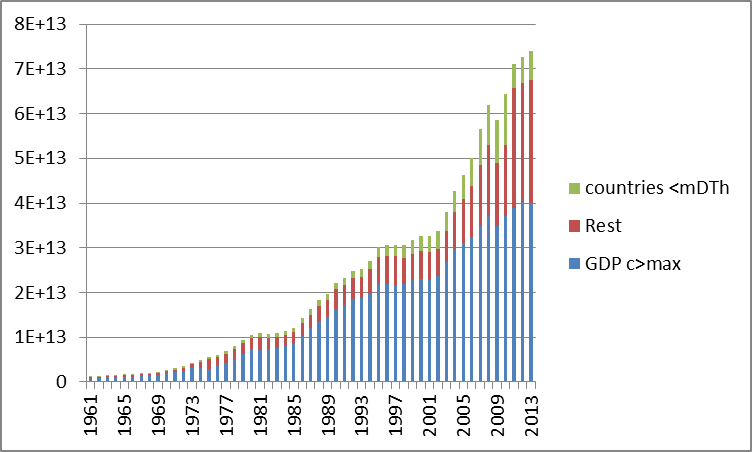 8E+13
7E+13
6E+13
5E+13
4E+13
3E+13
2E+13
1E+13
0
1961
1965
1969
1973
1977
1981
1985
1989
1993
1997
2001
2005
2009
2013
countries <mDTh
Rest
GDP c>max